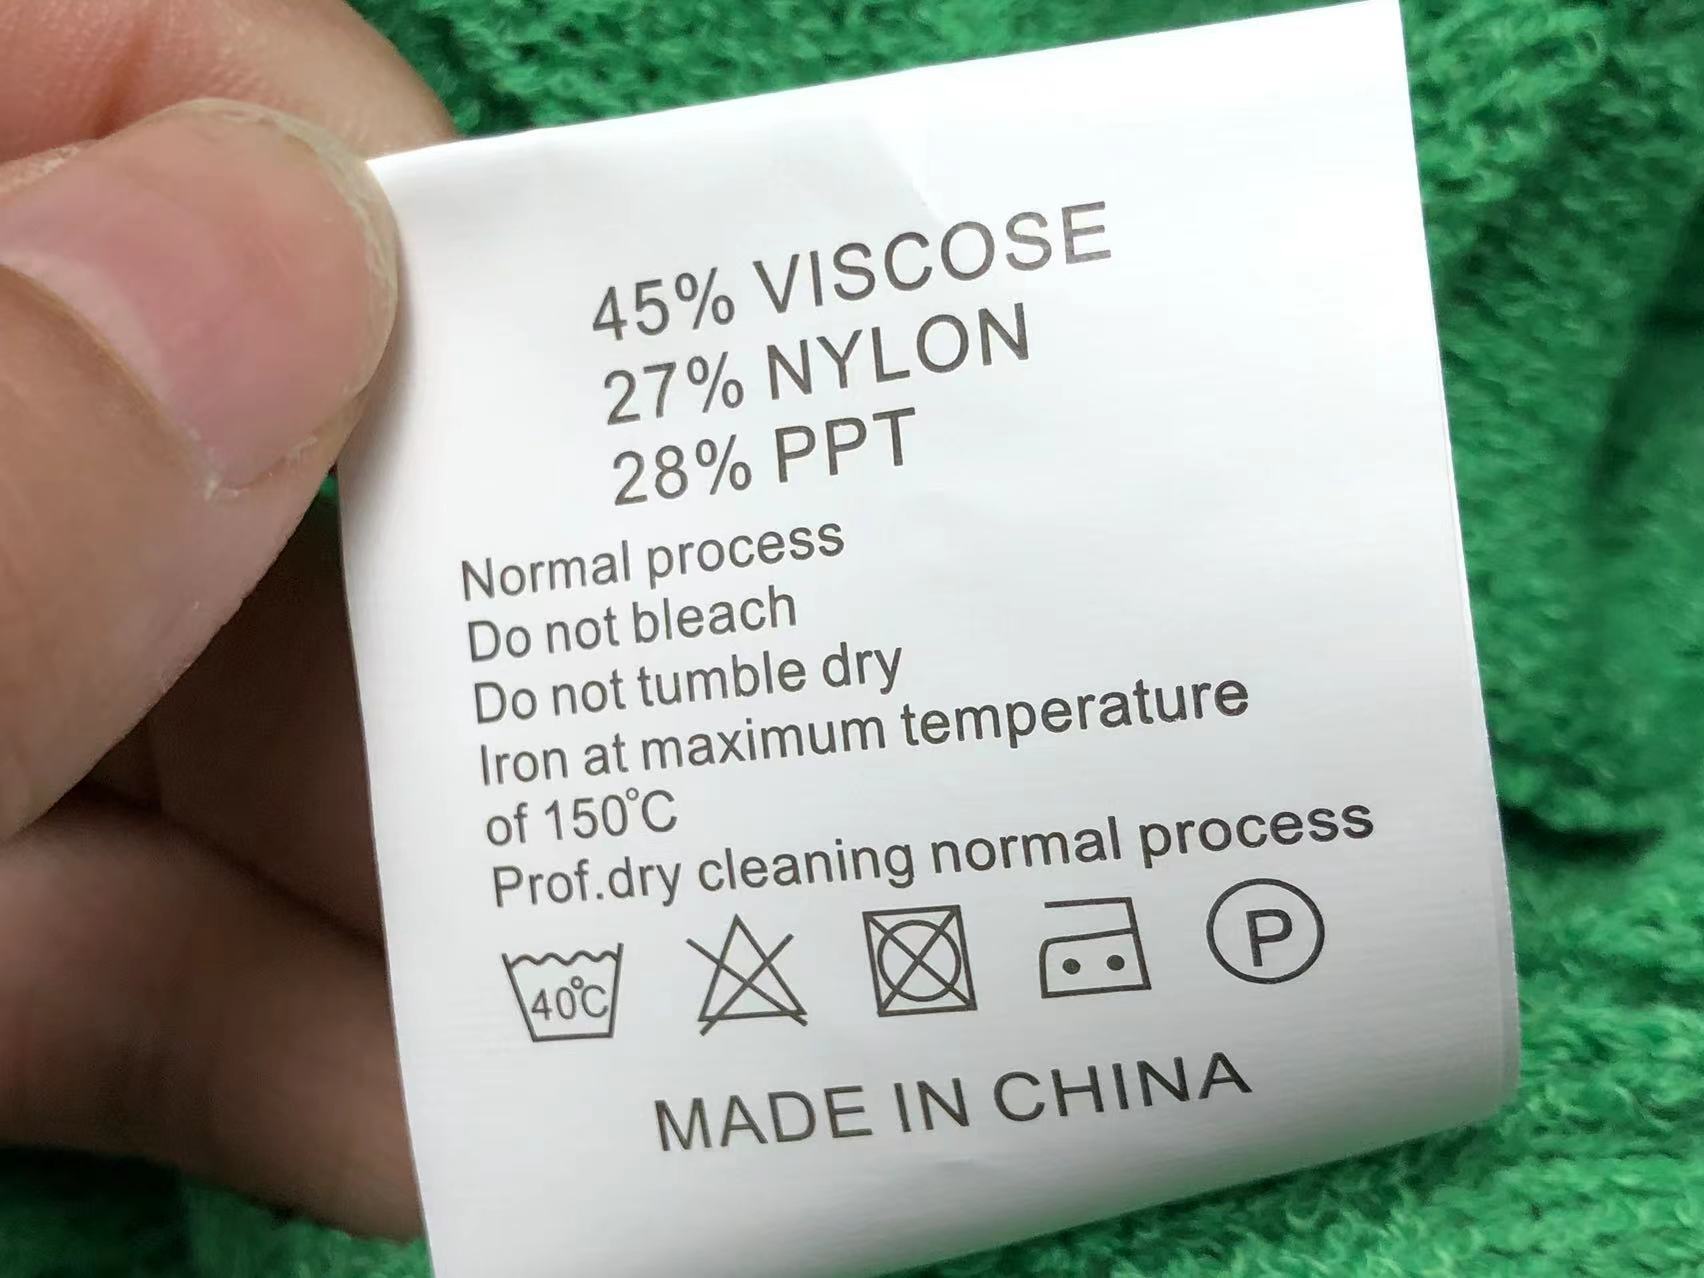 45% VISCOSE
27% NYLON
28% PPT
Normal process
Do not bleach
Do not tumble dry
Iron at maximum temperature
of 150℃
Prof.dry cleaning normal process
40℃ P
MADE IN CHINA